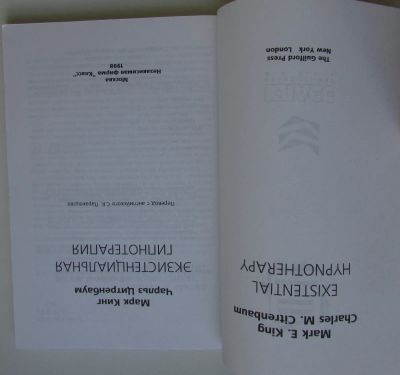 Mark E. King
Charles M. Citrenbaum
EXISTENTIAL
HYPNOTHERAPY
The Guilford Press
New York London
Марк Кинг
Чарльз Цитренбаум
ЭКЗИСТЕНЦИАЛЬНАЯ
ГИПНОТЕРАПИЯ
Перевод с английского С.К. Паракецова
Москва
Независимая фирма "Класс"
1998